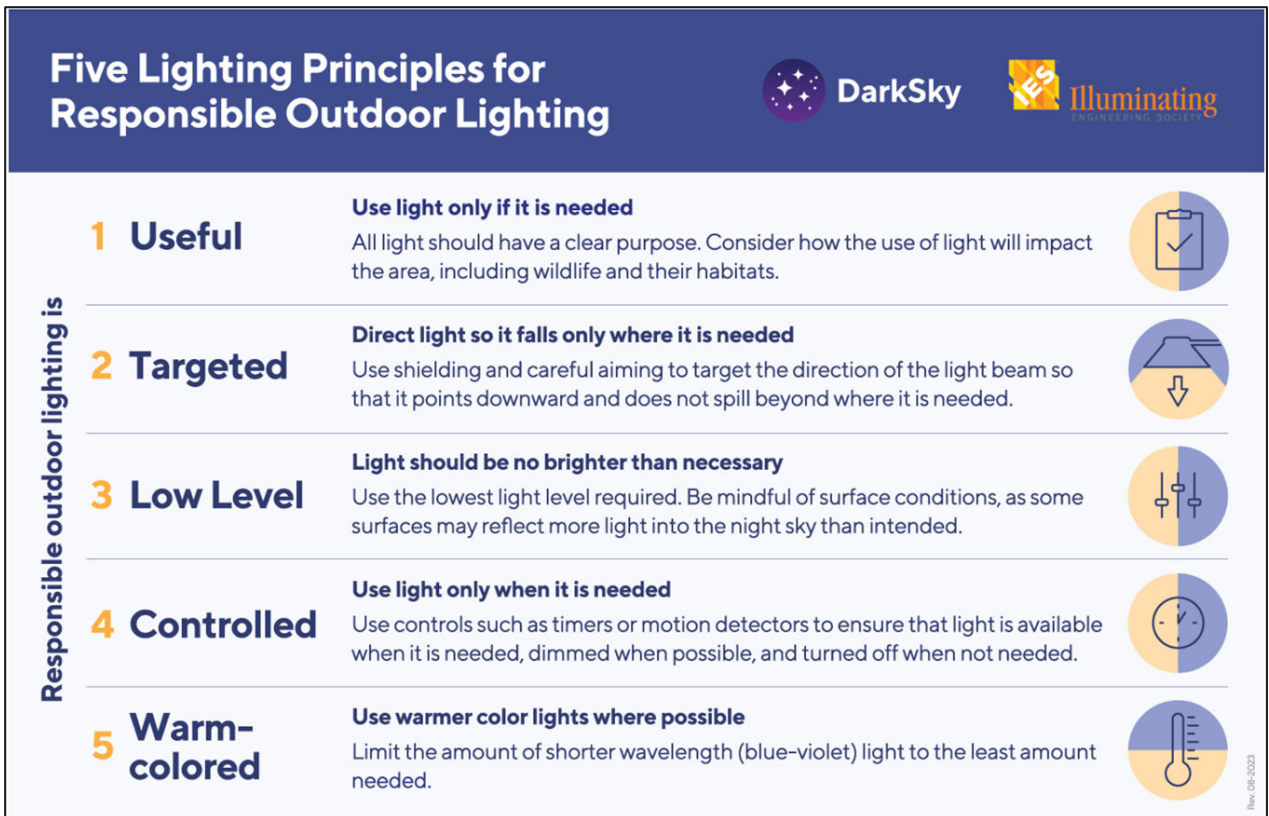 Five Lighting Principles for
Responsible Outdoor Lighting
DarkSky
IES
Illuminating
ENGINEERING SOCIETY
Responsible outdoor lighting is
1 Useful
Use light only if it is needed
All light should have a clear purpose. Consider how the use of light will impact
the area, including wildlife and their habitats.
2 Targeted
Direct light so it falls only where it is needed
Use shielding and careful aiming to target the direction of the light beam so
that it points downward and does not spill beyond where it is needed.
3 Low Level
Light should be no brighter than necessary
Use the lowest light level required. Be mindful of surface conditions, as some
surfaces may reflect more light into the night sky than intended.
4 Controlled
Use light only when it is needed
Use controls such as timers or motion detectors to ensure that light is available
when it is needed, dimmed when possible, and turned off when not needed.
5 Warm-
colored
Use warmer color lights where possible
Limit the amount of shorter wavelength (blue-violet) light to the least amount
needed.
Rev. 08-2023